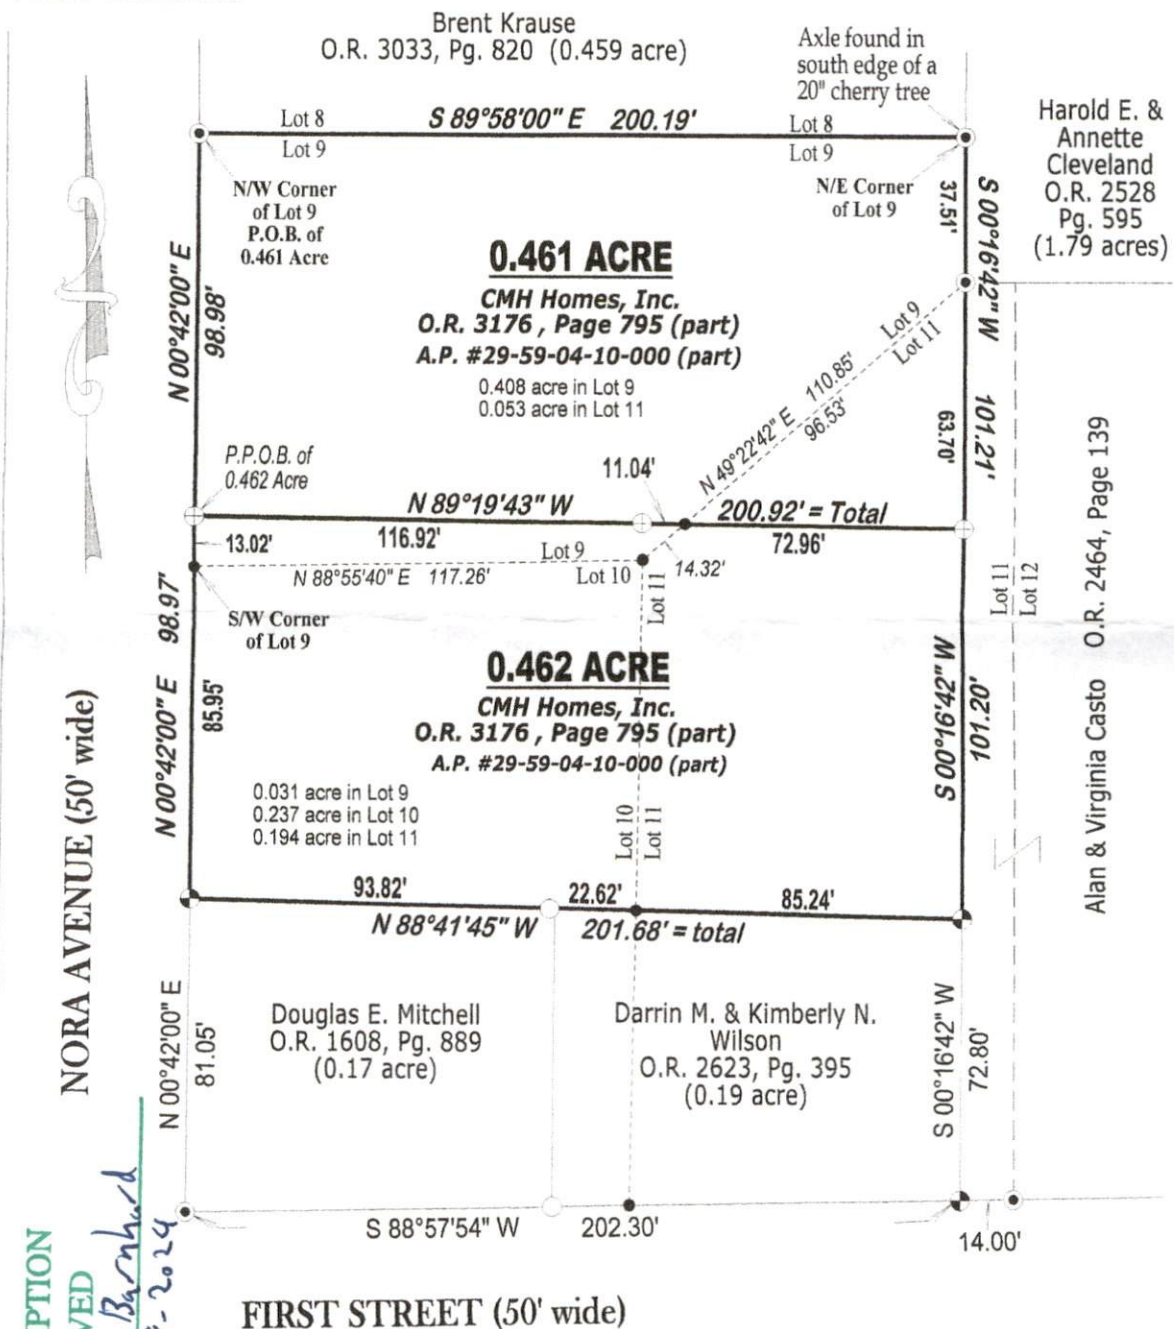 Brent Krause
O.R. 3033, Pg. 820 (0.459 acre)
Axle found in
south edge of a
20" cherry tree
Harold E. &
Annette
Cleveland
O.R. 2528
Pg. 595
(1.79 acres)
Lot 8
S 89°58'00" E 200.19'
Lot 8
Lot 9
Lot 9
N/W Corner
of Lot 9
P.O.B. of
0.461 Acre
N/E Corner
of Lot 9
37.51'
S 00°16'42" W 101.21'
N 00°42'00" E
98.98'
0.461 ACRE
CMH Homes, Inc.
O.R. 3176 , Page 795 (part)
A.P. #29-59-04-10-000 (part)
0.408 acre in Lot 9
0.053 acre in Lot 11
Lot 9
Lot 11
N 49°22'42" E 110.85'
96.53'
63.70'
P.P.O.B. of
0.462 Acre
11.04'
N 89°19'43" W
200.92' = Total
13.02'
116.92'
72.96'
Lot 9
N 88°55'40" E 117.26'
Lot 10
14.32'
Lot 11
S/W Corner
of Lot 9
Lot 11
Lot 12
Alan & Virginia Casto O.R. 2464, Page 139
N 00°42'00" E 98.97'
85.95'
0.462 ACRE
CMH Homes, Inc.
O.R. 3176 , Page 795 (part)
A.P. #29-59-04-10-000 (part)
S 00°16'42" W
101.20'
0.031 acre in Lot 9
0.237 acre in Lot 10
0.194 acre in Lot 11
Lot 10
Lot 11
93.82'
22.62'
85.24'
N 88°41'45" W
201.68' = total
NORA AVENUE (50' wide)
N 00°42'00" E
81.05'
Douglas E. Mitchell
O.R. 1608, Pg. 889
(0.17 acre)
Darrin M. & Kimberly N.
Wilson
O.R. 2623, Pg. 395
(0.19 acre)
S 00°16'42" W
72.80'
S 88°57'54" W
202.30'
14.00'
PTION
VED
Barnhard
-2024
FIRST STREET (50' wide)